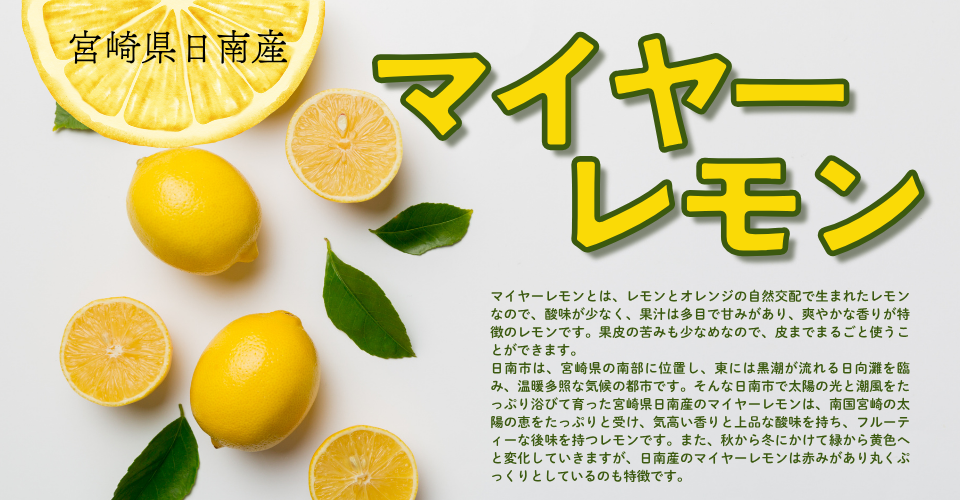 宮崎県日南産
マイヤー
レモン
マイヤーレモンとは、レモンとオレンジの自然交配で生まれたレモン
なので、酸味が少なく、果汁は多目で甘みがあり、爽やかな香りが特
徴のレモンです。果皮の苦みも少なめなので、皮までまるごと使うこ
とができます。
日南市は、宮崎県の南部に位置し、東には黒潮が流れる日向灘を臨
み、温暖多照な気候の都市です。そんな日南市で太陽の光と潮風をた
っぷり浴びて育った宮崎県日南産のマイヤーレモンは、南国宮崎の太
陽の恵をたっぷりと受け、気高い香りと上品な酸味を持ち、フルーテ
ィーな後味を持つレモンです。また、秋から冬にかけて緑から黄色へ
と変化していきますが、日南産のマイヤーレモンは赤みがあり丸くぷ
っくりとしているのも特徴です。